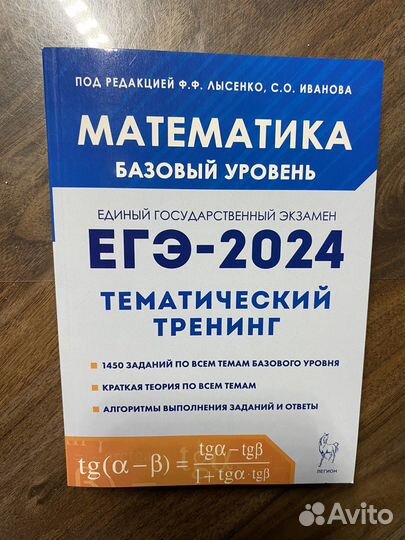 ПОД РЕДАКЦИЕЙ Ф.Ф. ЛЫСЕНКО, С.О. ИВАНОВА
МАТЕМАТИКА
БАЗОВЫЙ УРОВЕНЬ
ЕДИНЫЙ ГОСУДАРСТВЕННЫЙ ЭКЗАМЕН
ЕГЭ-2024
ТЕМАТИЧЕСКИЙ
ТРЕНИНГ
1450 ЗАДАНИЙ ПО ВСЕМ ТЕМАМ БАЗОВОГО УРОВНЯ
КРАТКАЯ ТЕОРИЯ ПО ВСЕМ ТЕМАМ
АЛГОРИТМЫ ВЫПОЛНЕНИЯ ЗАДАНИЙ И ОТВЕТЫ
tg(α−β) = tgα−tgβ
1+tgα·tgβ
ЛЕГИОН
Avito